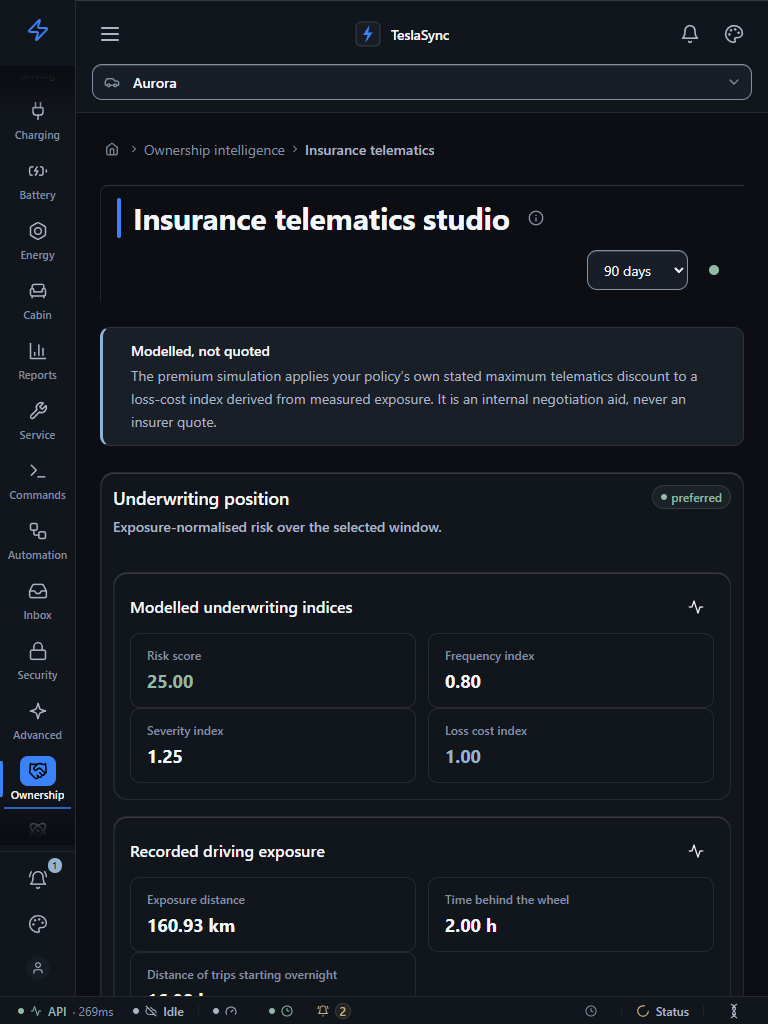 TeslaSync
Aurora
Driving
Charging
Battery
Energy
Cabin
Reports
Service
Commands
Automation
Inbox
Security
Advanced
Ownership
1
Ownership intelligence
Insurance telematics
Insurance telematics studio
90 days
Modelled, not quoted
The premium simulation applies your policy's own stated maximum telematics discount to a
loss-cost index derived from measured exposure. It is an internal negotiation aid, never an
insurer quote.
Underwriting position
preferred
Exposure-normalised risk over the selected window.
Modelled underwriting indices
Risk score
25.00
Frequency index
0.80
Severity index
1.25
Loss cost index
1.00
Recorded driving exposure
Exposure distance
160.93 km
Time behind the wheel
2.00 h
Distance of trips starting overnight
API · 269ms
Idle
2
Status